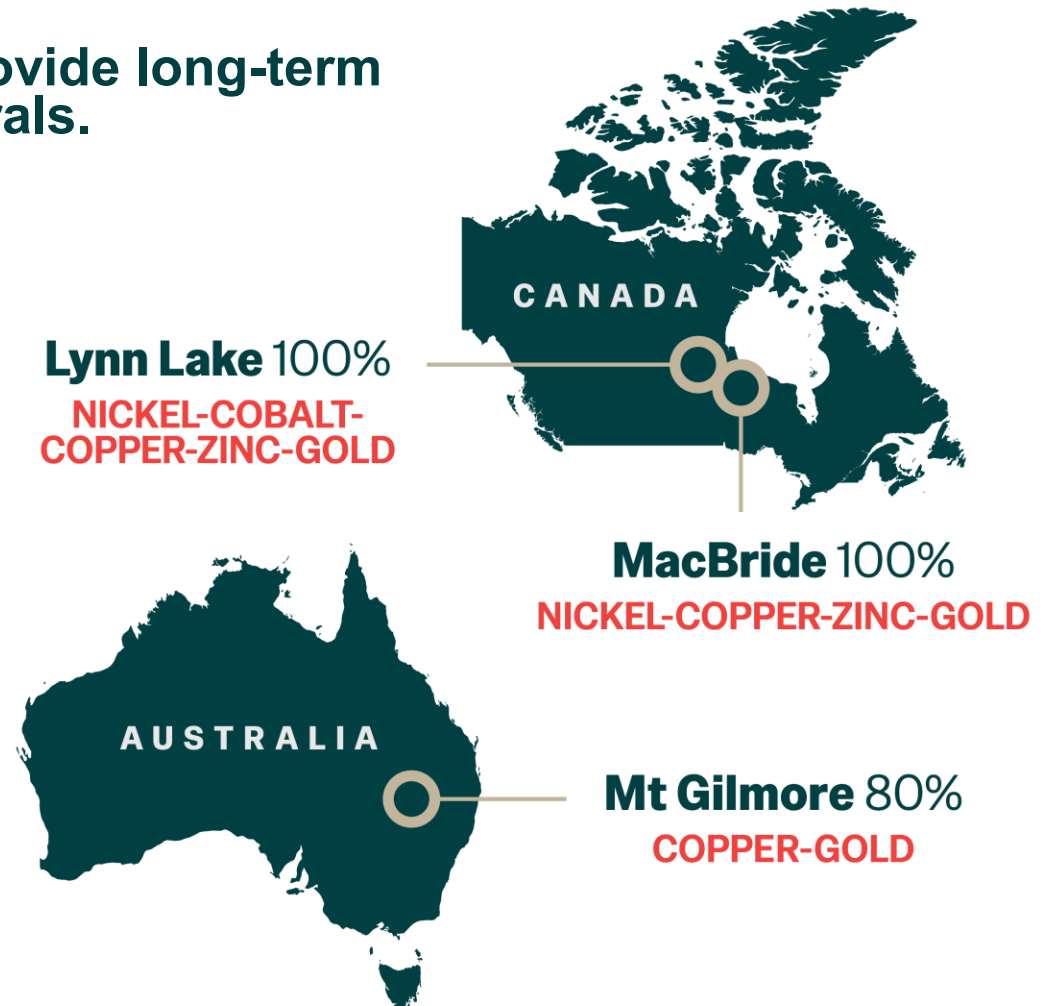 ovide long-term
rals.
CANADA
Lynn Lake 100%
NICKEL-COBALT-
COPPER-ZINC-GOLD
MacBride 100%
NICKEL-COPPER-ZINC-GOLD
AUSTRALIA
Mt Gilmore 80%
COPPER-GOLD